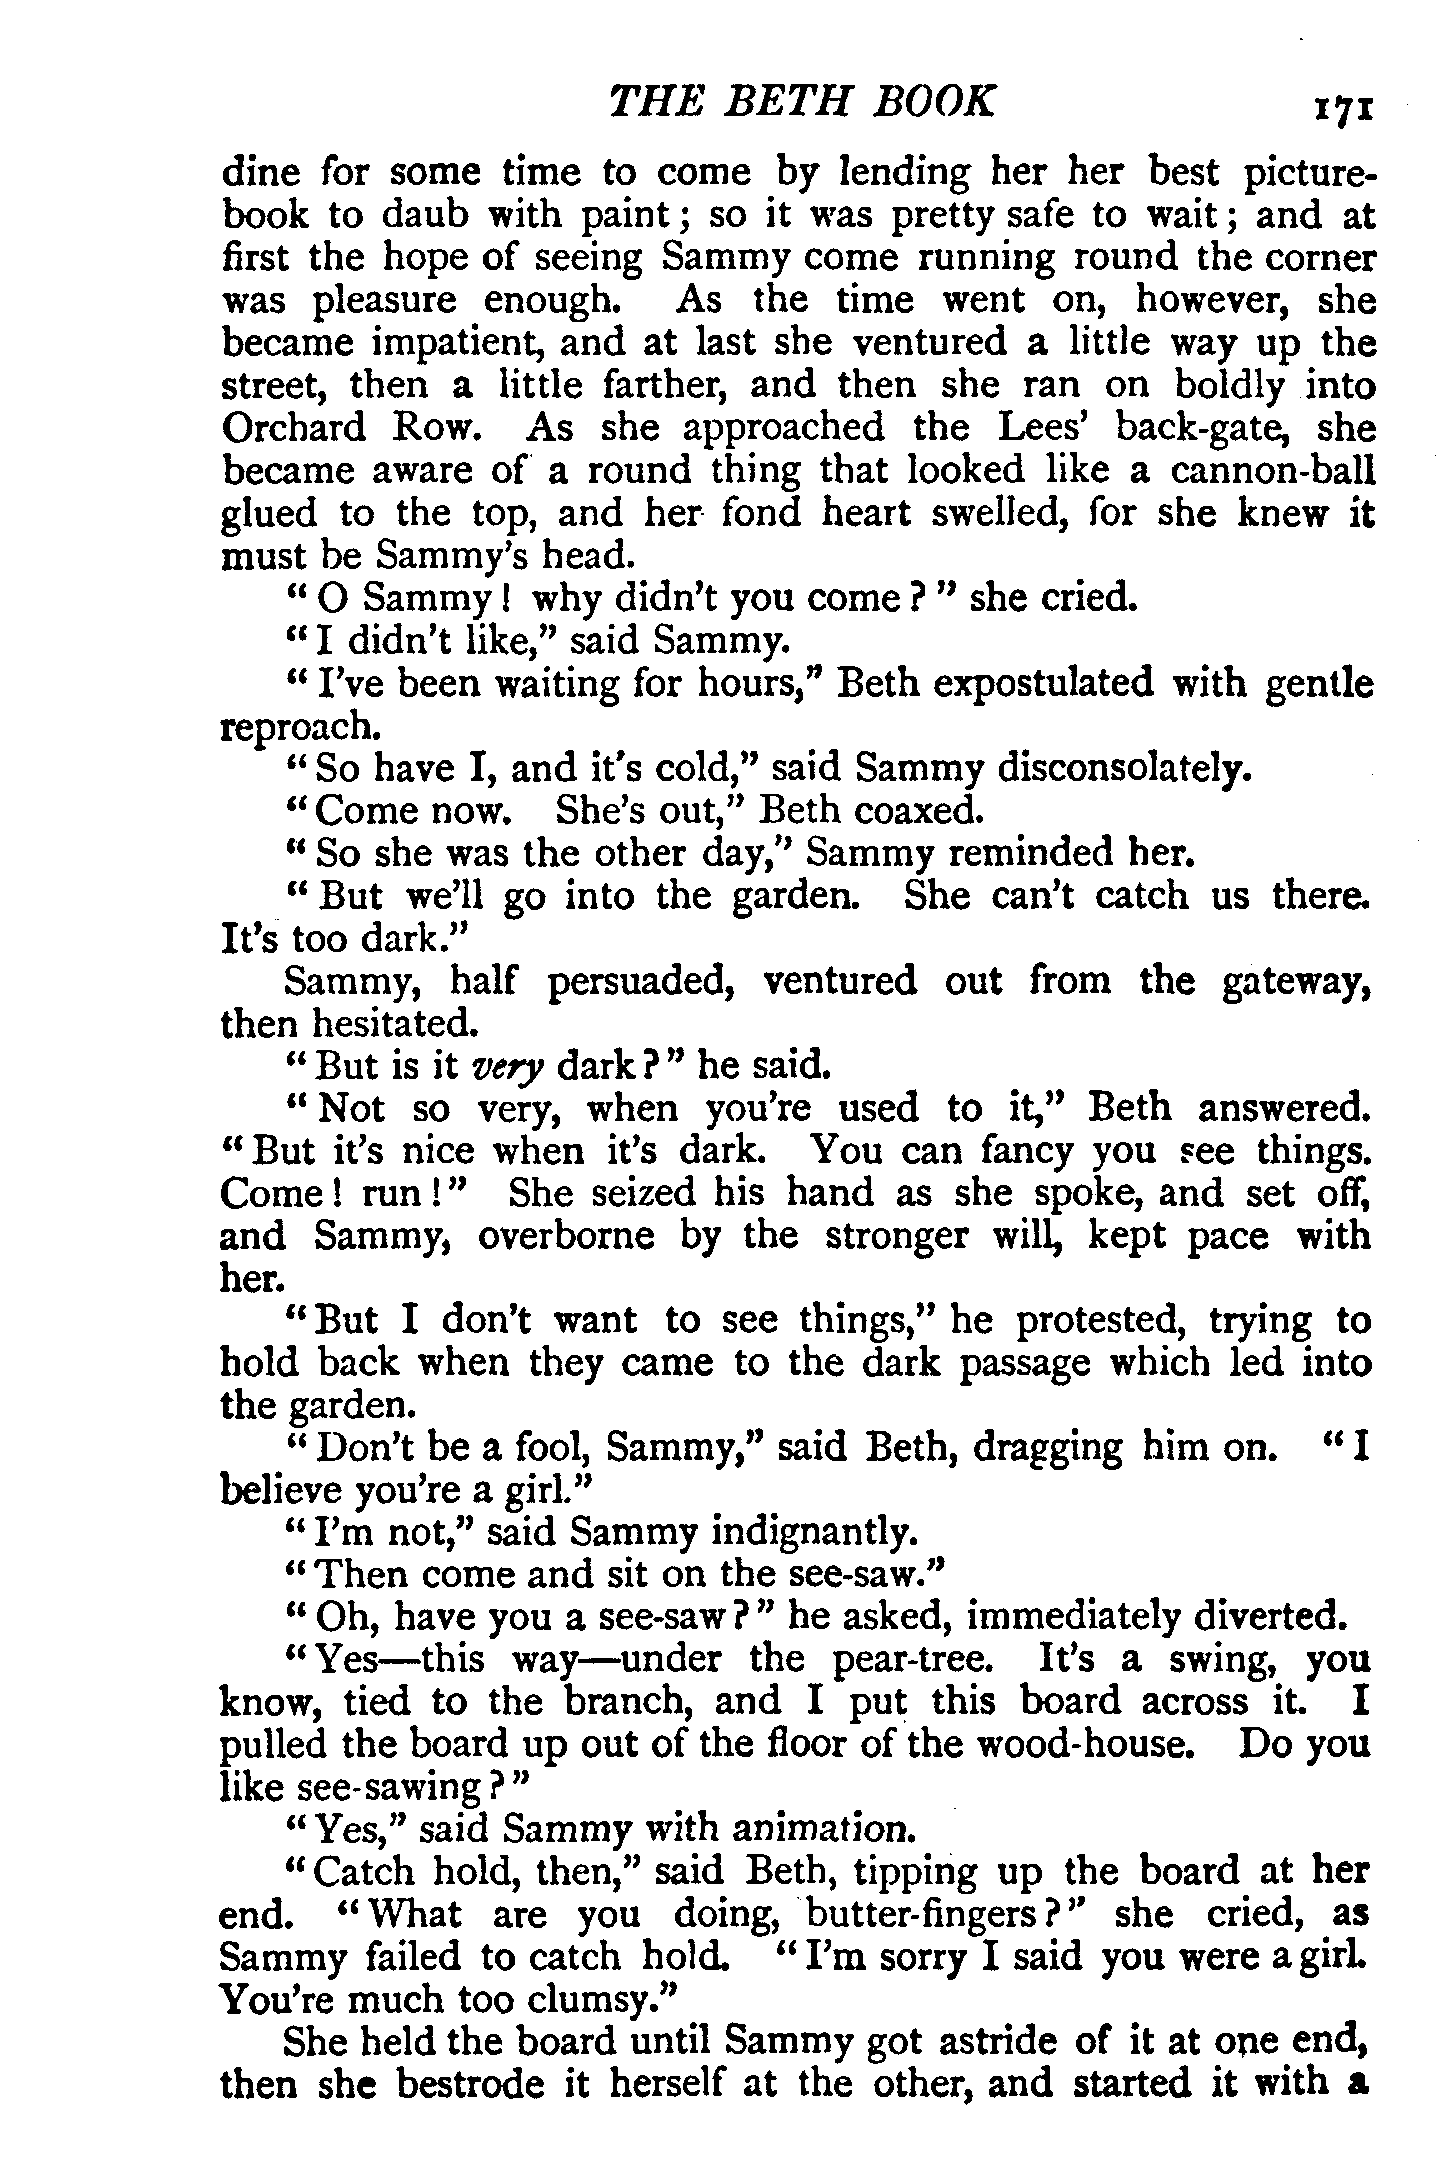 THE BETH BOOK 171
dine for some time to come by lending her her best picture-
book to daub with paint; so it was pretty safe to wait; and at
first the hope of seeing Sammy come running round the corner
was pleasure enough. As the time went on, however, she
became impatient, and at last she ventured a little way up the
street, then a little farther, and then she ran on boldly into
Orchard Row. As she approached the Lees' back-gate, she
became aware of a round thing that looked like a cannon-ball
glued to the top, and her fond heart swelled, for she knew it
must be Sammy's head.
"O Sammy! why didn't you come?" she cried.
"I didn't like," said Sammy.
"I've been waiting for hours," Beth expostulated with gentle
reproach.
"So have I, and it's cold," said Sammy disconsolately.
"Come now. She's out," Beth coaxed.
"So she was the other day," Sammy reminded her.
"But we'll go into the garden. She can't catch us there.
It's too dark."
Sammy, half persuaded, ventured out from the gateway,
then hesitated.
"But is it very dark?" he said.
"Not so very, when you're used to it," Beth answered.
"But it's nice when it's dark. You can fancy you see things.
Come! run!" She seized his hand as she spoke, and set off,
and Sammy, overborne by the stronger will, kept pace with
her.
"But I don't want to see things," he protested, trying to
hold back when they came to the dark passage which led into
the garden.
"Don't be a fool, Sammy," said Beth, dragging him on. "I
believe you're a girl."
"I'm not," said Sammy indignantly.
"Then come and sit on the see-saw."
"Oh, have you a see-saw?" he asked, immediately diverted.
"Yes—this way—under the pear-tree. It's a swing, you
know, tied to the branch, and I put this board across it. I
pulled the board up out of the floor of the wood-house. Do you
like see-sawing?"
"Yes," said Sammy with animation.
"Catch hold, then," said Beth, tipping up the board at her
end. "What are you doing, butter-fingers?" she cried, as
Sammy failed to catch hold. "I'm sorry I said you were a girl.
You're much too clumsy."
She held the board until Sammy got astride of it at one end,
then she bestrode it herself at the other, and started it with a